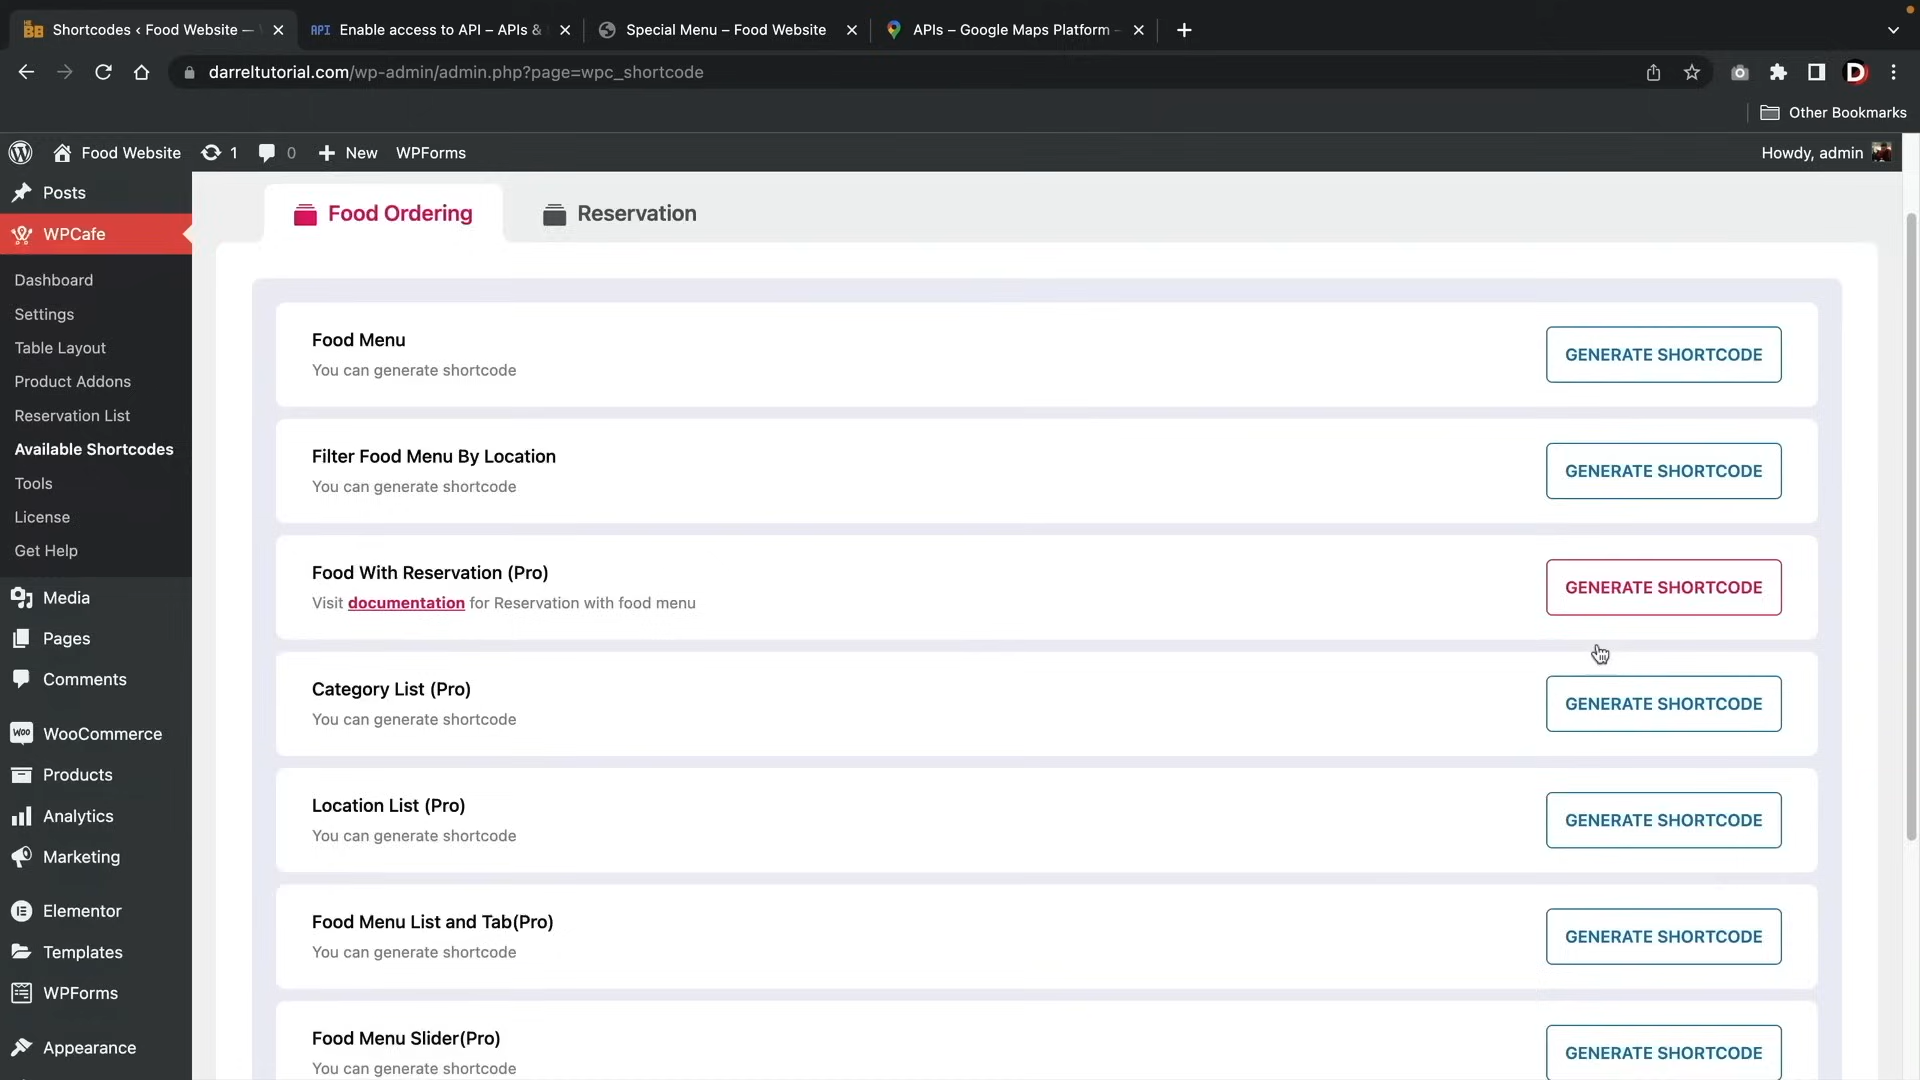 Shortcodes ‹ Food Website —
API Enable access to API – APIs &
Special Menu – Food Website
APIs – Google Maps Platform –
darreltutorial.com/wp-admin/admin.php?page=wpc_shortcode
D
Other Bookmarks
Food Website
1
0
New
WPForms
Howdy, admin
Posts
WPCafe
Dashboard
Settings
Table Layout
Product Addons
Reservation List
Available Shortcodes
Tools
License
Get Help
Media
Pages
Comments
WooCommerce
Products
Analytics
Marketing
Elementor
Templates
WPForms
Appearance
Food Ordering
Reservation
Food Menu
You can generate shortcode
GENERATE SHORTCODE
Filter Food Menu By Location
You can generate shortcode
GENERATE SHORTCODE
Food With Reservation (Pro)
Visit documentation for Reservation with food menu
GENERATE SHORTCODE
Category List (Pro)
You can generate shortcode
GENERATE SHORTCODE
Location List (Pro)
You can generate shortcode
GENERATE SHORTCODE
Food Menu List and Tab(Pro)
You can generate shortcode
GENERATE SHORTCODE
Food Menu Slider(Pro)
You can generate shortcode
GENERATE SHORTCODE